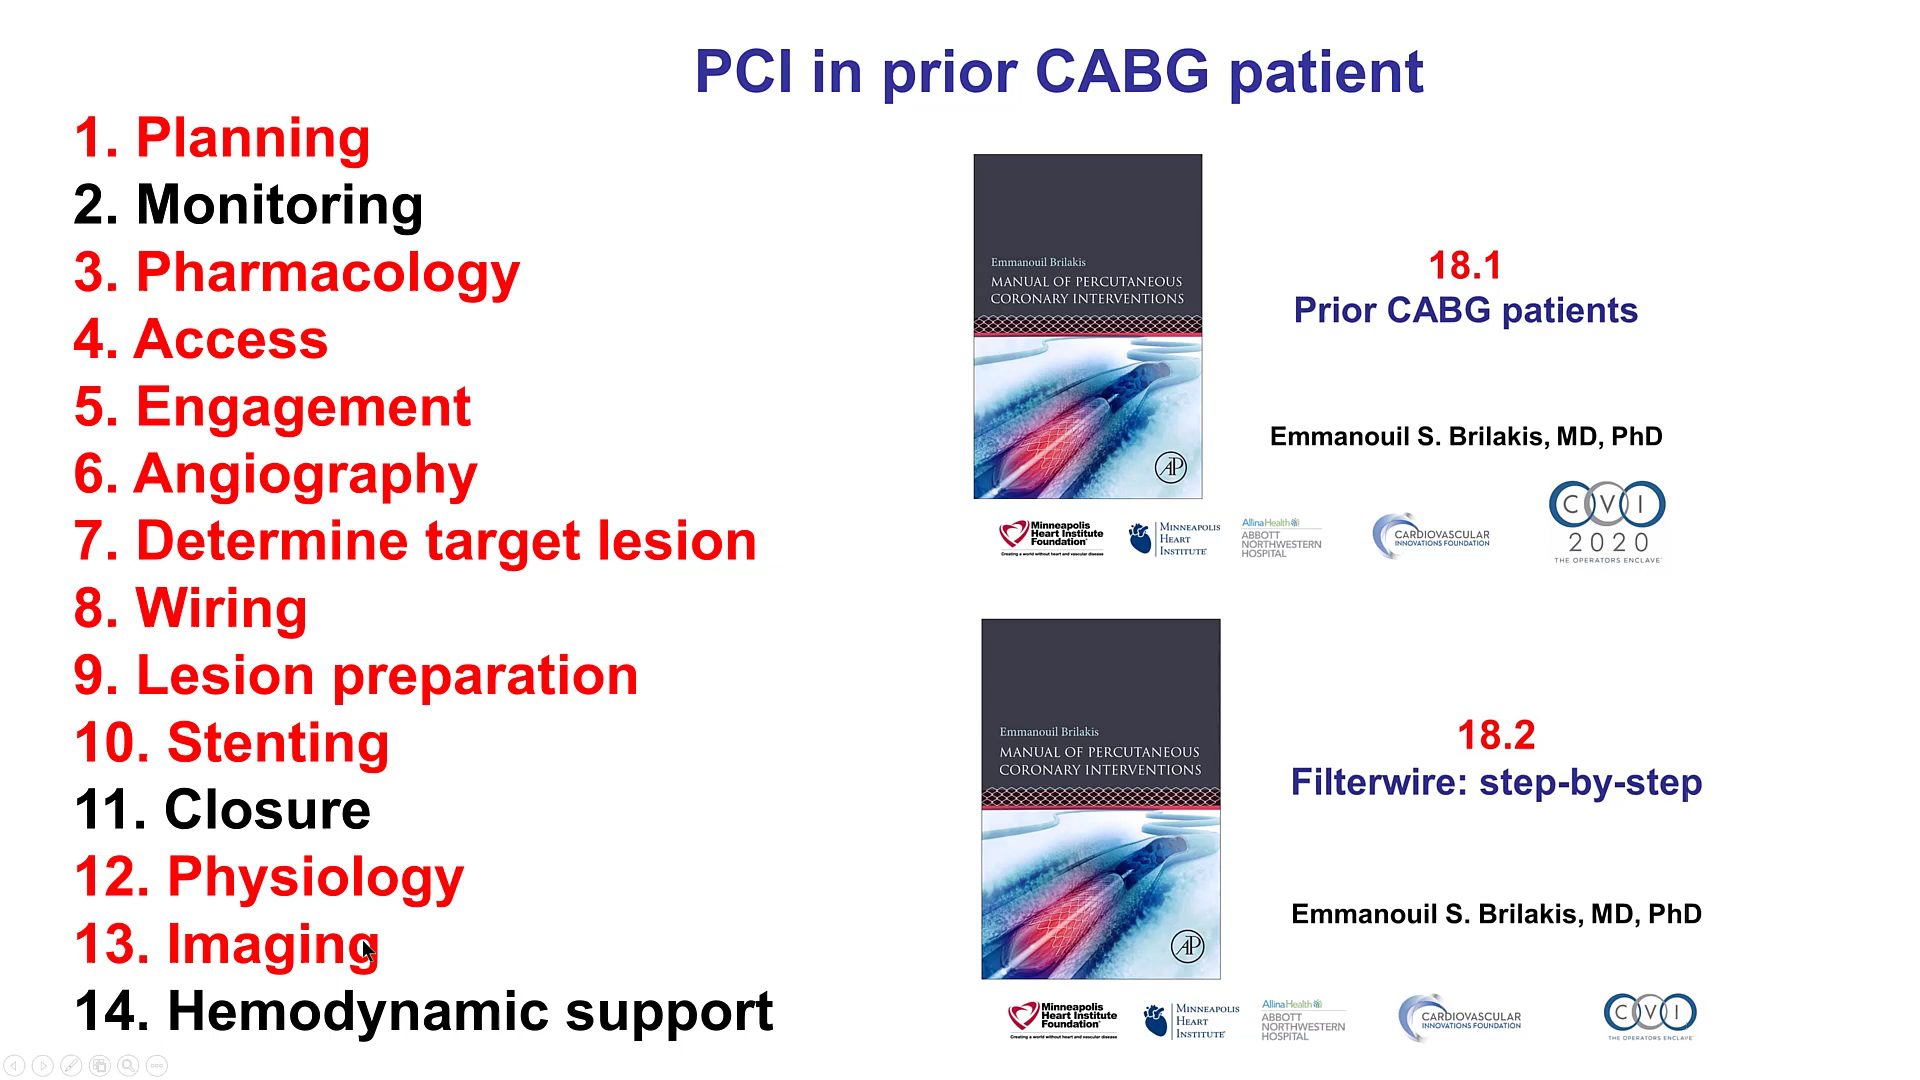 PCI in prior CABG patient
1. Planning
2. Monitoring
3. Pharmacology
4. Access
5. Engagement
6. Angiography
7. Determine target lesion
8. Wiring
9. Lesion preparation
10. Stenting
11. Closure
12. Physiology
13. Imaging
14. Hemodynamic support
Emmanouil Brilakis
MANUAL OF PERCUTANEOUS
CORONARY INTERVENTIONS
AP
18.1
Prior CABG patients
Emmanouil S. Brilakis, MD, PhD
Minneapolis
Heart Institute
Foundation®
Creating a world without heart and vascular disease
MINNEAPOLIS
HEART
INSTITUTE®
AllinaHealth
ABBOTT
NORTHWESTERN
HOSPITAL
CARDIOVASCULAR
INNOVATIONS FOUNDATION
CVI
2020
THE OPERATORS ENCLAVE™
Emmanouil Brilakis
MANUAL OF PERCUTANEOUS
CORONARY INTERVENTIONS
AP
18.2
Filterwire: step-by-step
Emmanouil S. Brilakis, MD, PhD
Minneapolis
Heart Institute
Foundation®
Creating a world without heart and vascular disease
MINNEAPOLIS
HEART
INSTITUTE®
AllinaHealth
ABBOTT
NORTHWESTERN
HOSPITAL
CARDIOVASCULAR
INNOVATIONS FOUNDATION
CVI
THE OPERATORS ENCLAVE™